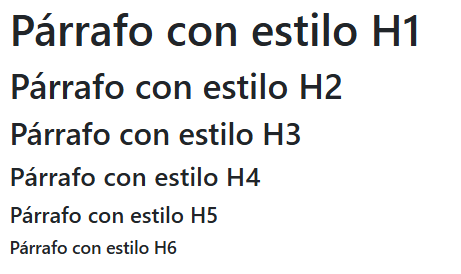 Párrafo con estilo H1
Párrafo con estilo H2
Párrafo con estilo H3
Párrafo con estilo H4
Párrafo con estilo H5
Párrafo con estilo H6